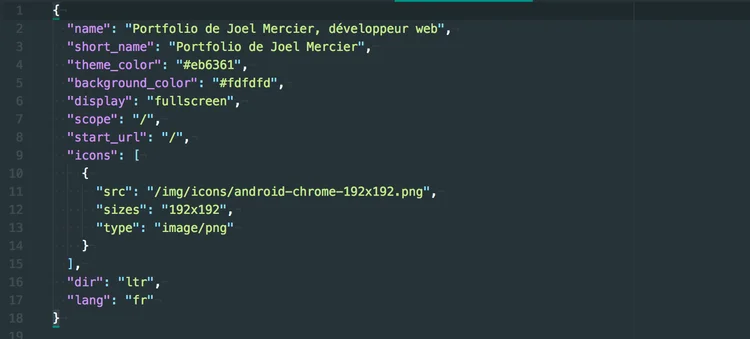 1 {
2 "name": "Portfolio de Joel Mercier, développeur web",
3 "short_name": "Portfolio de Joel Mercier",
4 "theme_color": "#eb6361",
5 "background_color": "#fdfdfd",
6 "display": "fullscreen",
7 "scope": "/",
8 "start_url": "/",
9 "icons": [
10 {
11 "src": "/img/icons/android-chrome-192x192.png",
12 "sizes": "192x192",
13 "type": "image/png"
14 }
15 ],
16 "dir": "ltr",
17 "lang": "fr"
18 }
19